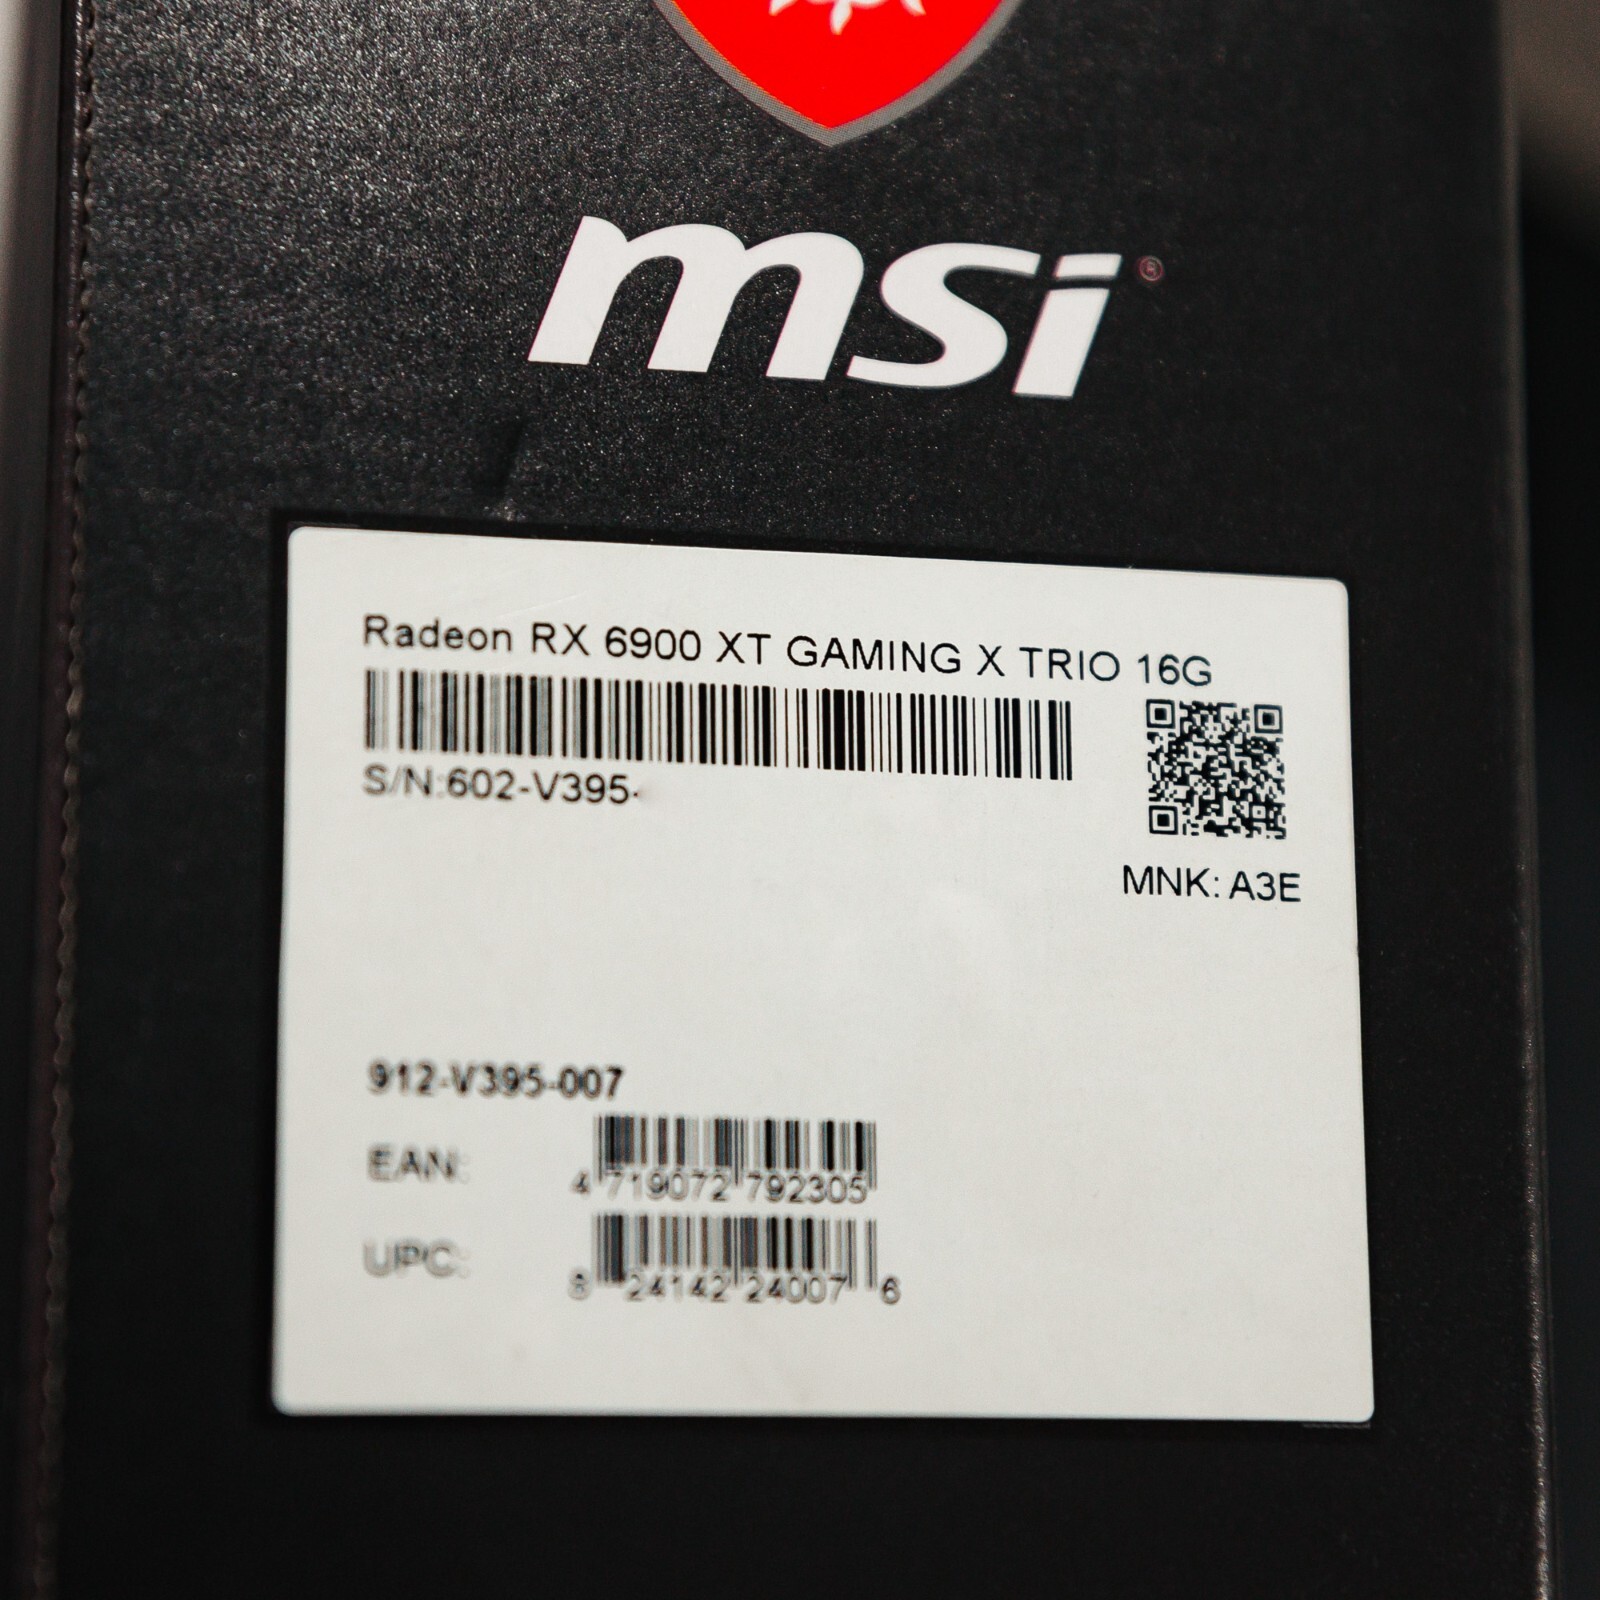 msi®
Radeon RX 6900 XT GAMING X TRIO 16G
S/N:602-V395-
MNK: A3E
912-V395-007
EAN:
4 719072 792305
UPC:
8 24142 24007 6